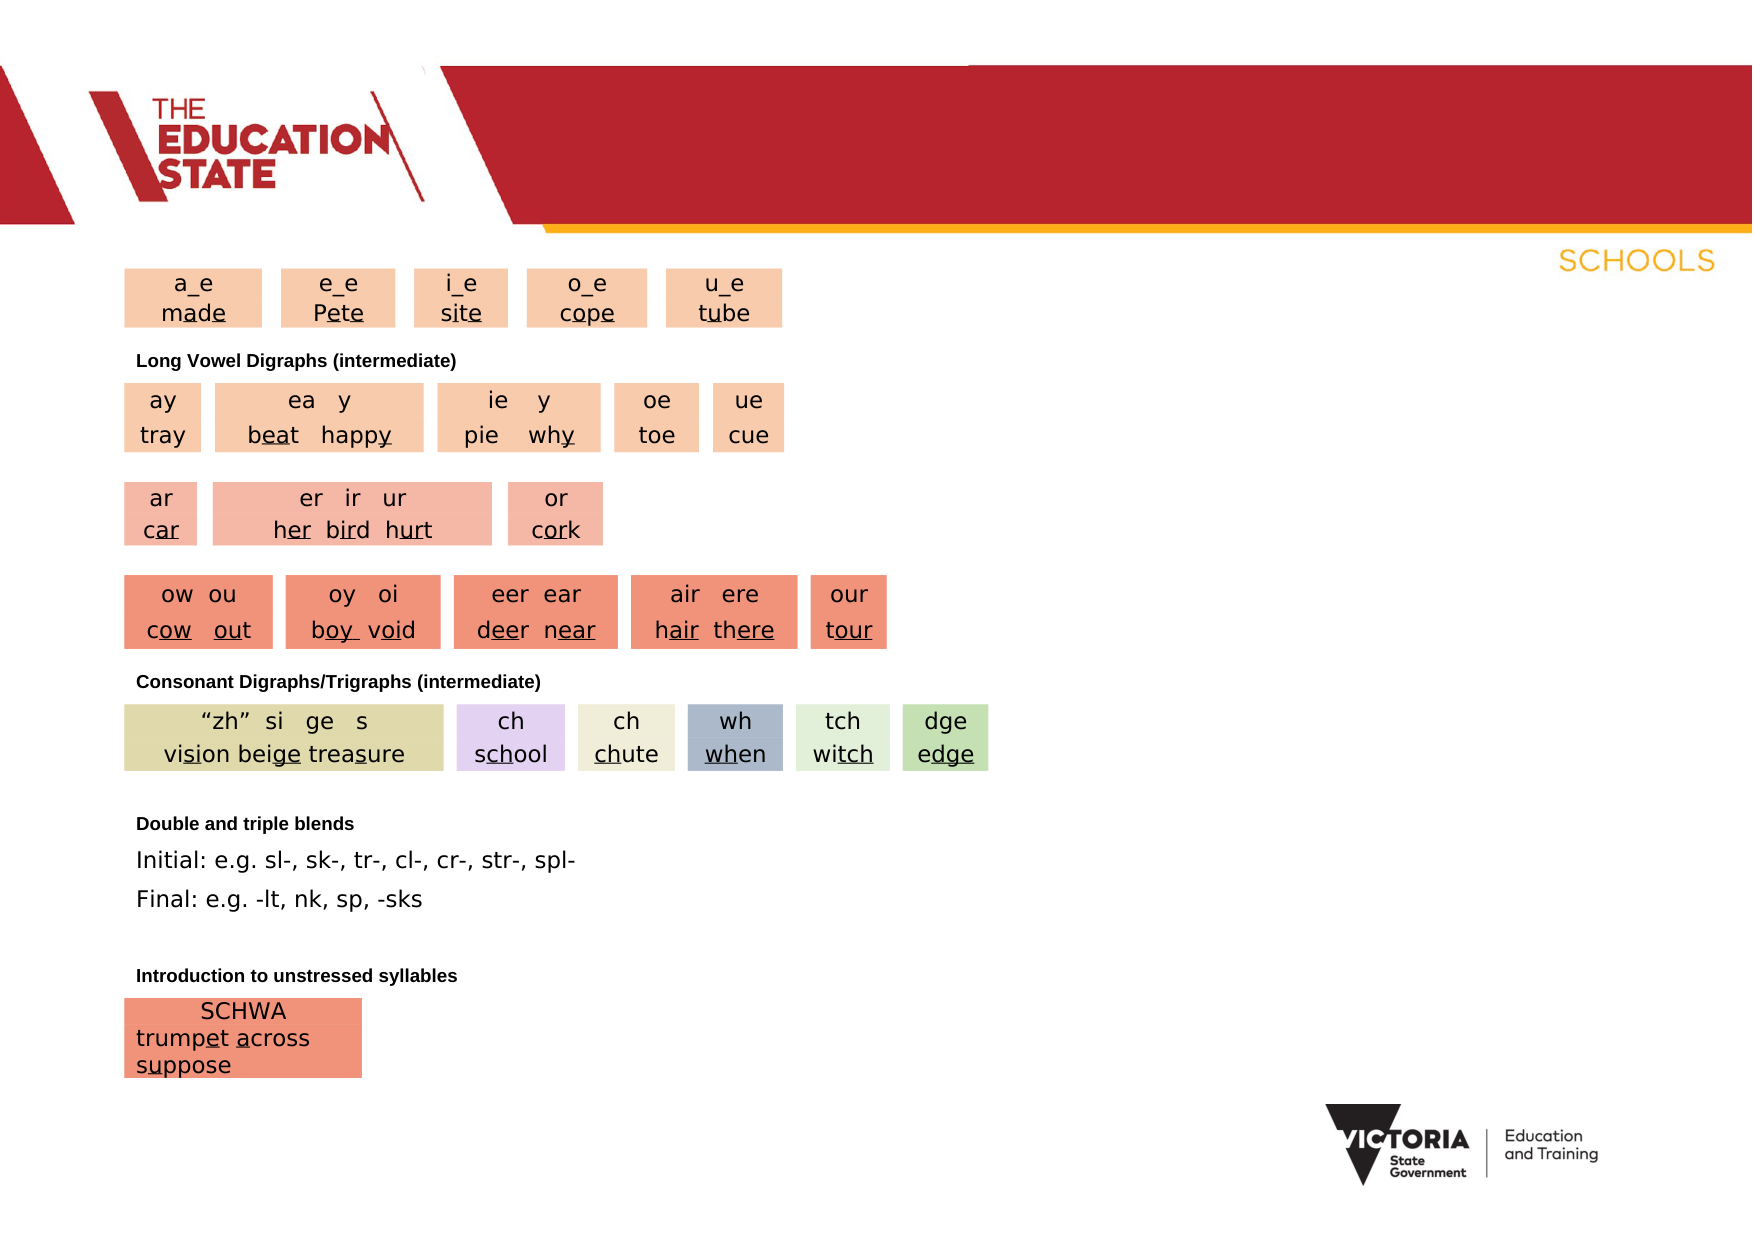 THE
EDUCATION
STATE
SCHOOLS
a_e e_e i_e o_e u_e
made Pete site cope tube
Long Vowel Digraphs (intermediate)
ay ea y ie y oe ue
tray beat happy pie why toe cue
ar er ir ur or
car her bird hurt cork
ow ou oy oi eer ear air ere our
cow out boy void deer near hair there tour
Consonant Digraphs/Trigraphs (intermediate)
“zh” si ge s ch ch wh tch dge
vision beige treasure school chute when witch edge
Double and triple blends
Initial: e.g. sl-, sk-, tr-, cl-, cr-, str-, spl-
Final: e.g. -lt, nk, sp, -sks
Introduction to unstressed syllables
SCHWA
trumpet across
suppose
VICTORIA
State
Government
Education
and Training